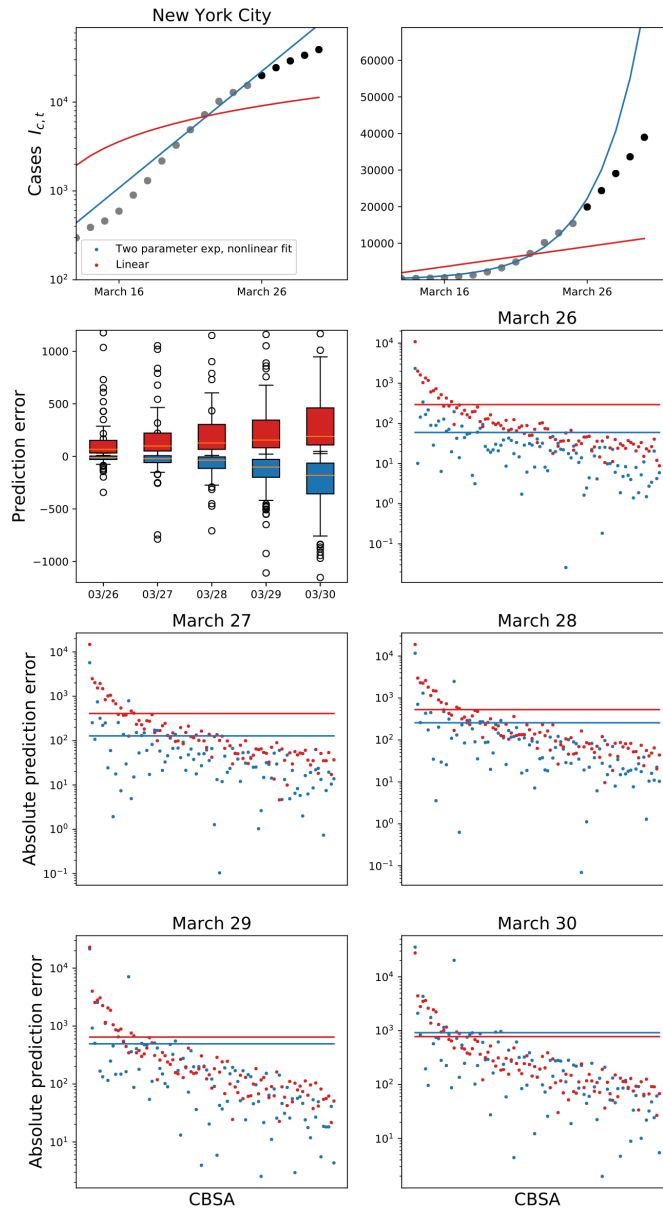 New York City
Cases I_{c,t}
10^4
10^3
10^2
Two parameter exp, nonlinear fit
Linear
March 16
March 26
60000
50000
40000
30000
20000
10000
March 16
March 26
Prediction error
1000
500
0
−500
−1000
03/26
03/27
03/28
03/29
03/30
March 26
10^4
10^3
10^2
10^1
10^0
10^−1
March 27
Absolute prediction error
10^4
10^3
10^2
10^1
10^0
10^−1
March 28
10^4
10^3
10^2
10^1
10^0
10^−1
March 29
Absolute prediction error
10^4
10^3
10^2
10^1
CBSA
March 30
10^4
10^3
10^2
10^1
CBSA